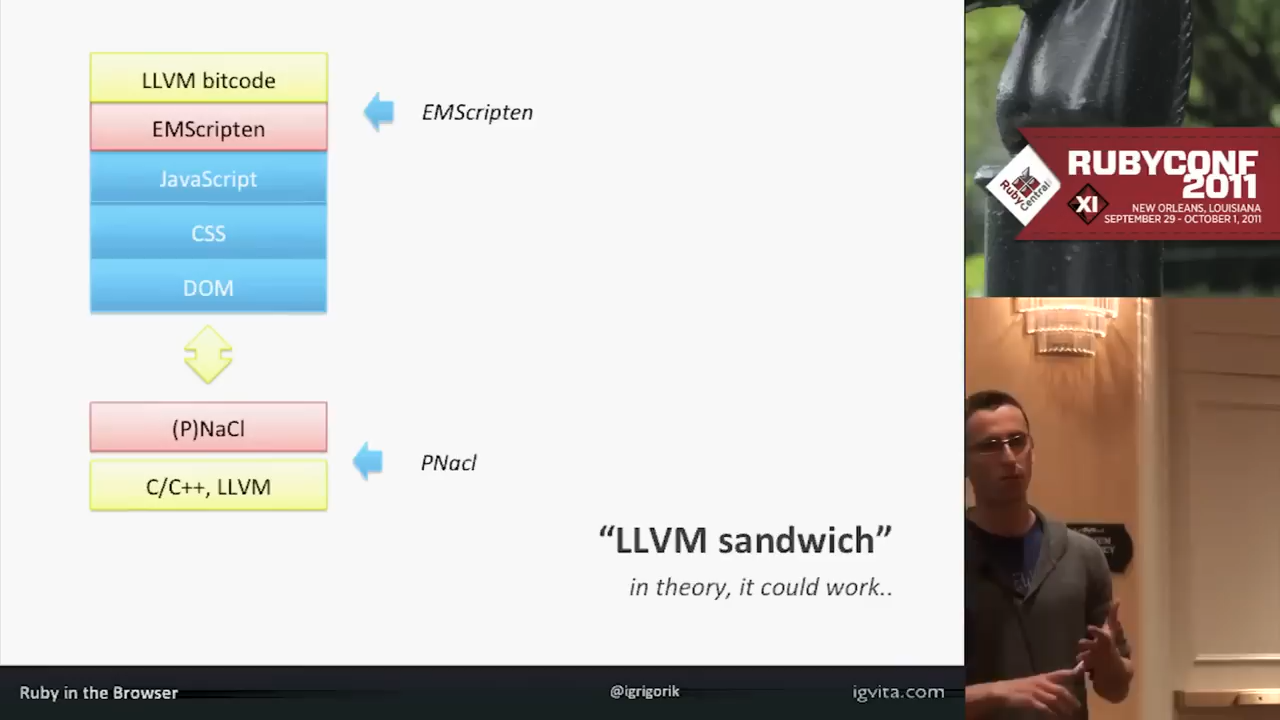 LLVM bitcode
EMScripten
JavaScript
CSS
DOM
(P)NaCl
C/C++, LLVM
EMScripten
PNacl
“LLVM sandwich”
in theory, it could work..
Ruby in the Browser
@igrigorik
igvita.com
RubyCentral
XI
RUBYCONF
2011
NEW ORLEANS, LOUISIANA
SEPTEMBER 29 - OCTOBER 1, 2011